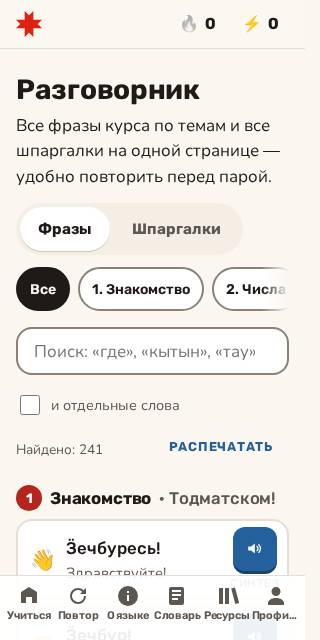 0
0
Разговорник
Все фразы курса по темам и все
шпаргалки на одной странице —
удобно повторить перед парой.
Фразы
Шпаргалки
Все
1. Знакомство
2. Числа
Поиск: «где», «кытын», «тау»
и отдельные слова
Найдено: 241
РАСПЕЧАТАТЬ
1
Знакомство • Тодматском!
Ӟечбуресь!
Здравствуйте!
СИНТЕЗ
Учиться
Повтор
О языке
Словарь
Ресурсы
Профи...
Ӟечбур!